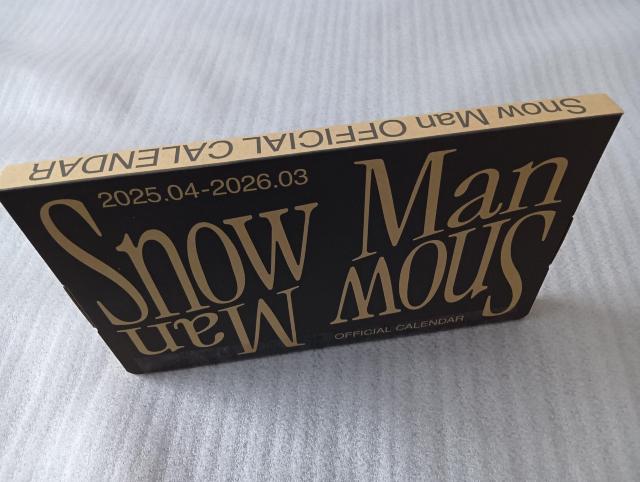 Snow Man OFFICIAL CALENDAR
2025.04-2026.03
Snow Man
Snow Man
OFFICIAL CALENDAR